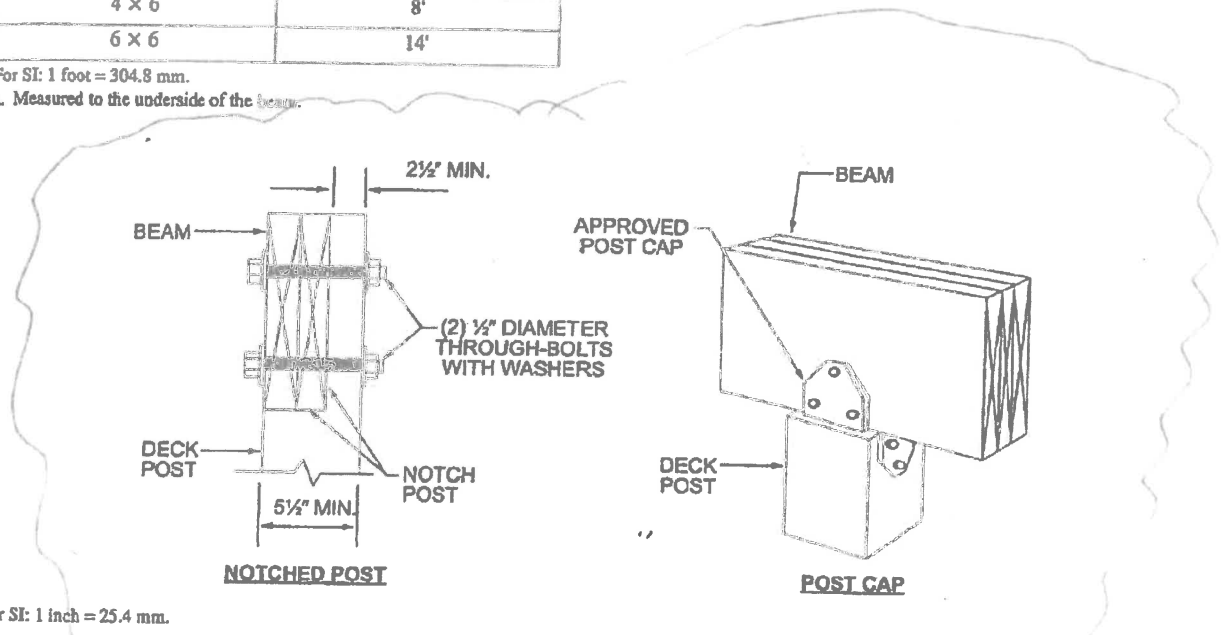 4 × 6 8'
6 × 6 14'
For SI: 1 foot = 304.8 mm.
. Measured to the underside of the beam.
2½" MIN.
BEAM
(2) ½" DIAMETER
THROUGH-BOLTS
WITH WASHERS
DECK
POST
NOTCH
POST
5½" MIN.
NOTCHED POST
BEAM
APPROVED
POST CAP
DECK
POST
POST CAP
r SI: 1 inch = 25.4 mm.